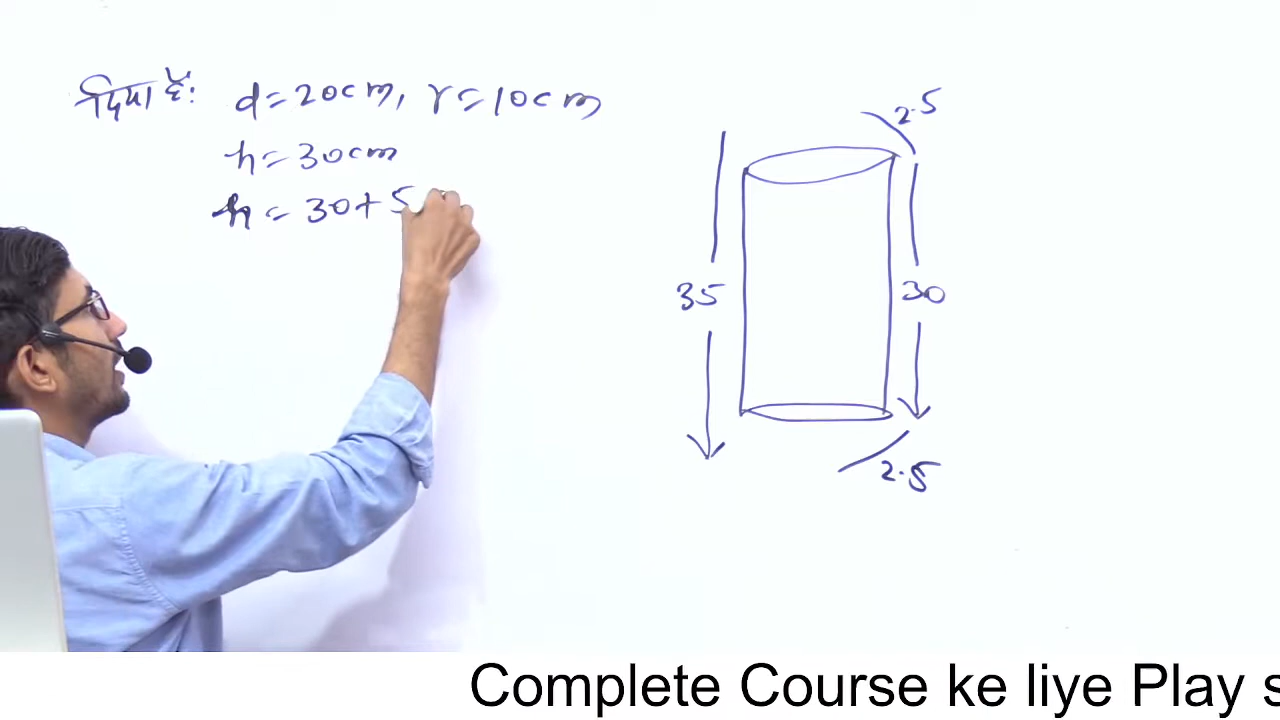 दिया है: d=20cm, r=10cm
h=30cm
h=30+5
2.5
35
30
2.5
Complete Course ke liye Play s